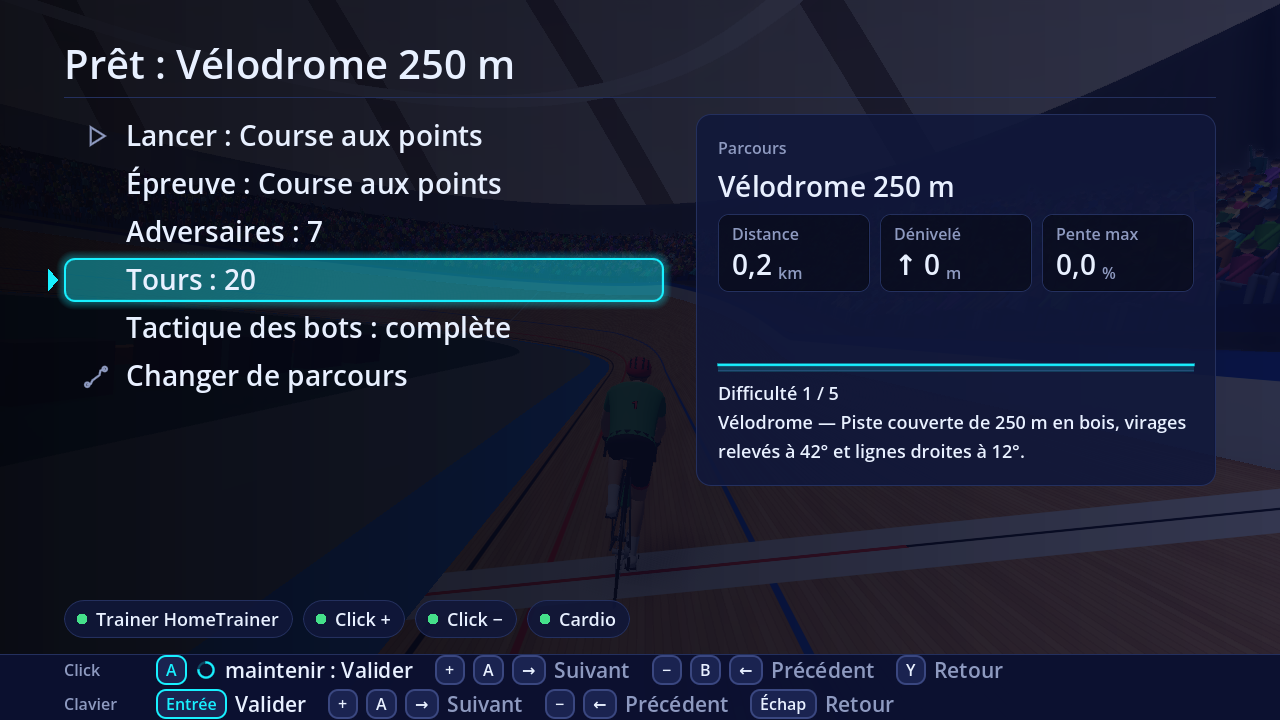 Prêt : Vélodrome 250 m
Lancer : Course aux points
Épreuve : Course aux points
Adversaires : 7
Tours : 20
Tactique des bots : complète
Changer de parcours
Parcours
Vélodrome 250 m
Distance
0,2 km
Dénivelé
↑ 0 m
Pente max
0,0 %
Difficulté 1 / 5
Vélodrome — Piste couverte de 250 m en bois, virages
relevés à 42° et lignes droites à 12°.
Trainer HomeTrainer
Click +
Click −
Cardio
Click A maintenir : Valider + A → Suivant − B ← Précédent Y Retour
Clavier Entrée Valider + A → Suivant − ← Précédent Échap Retour